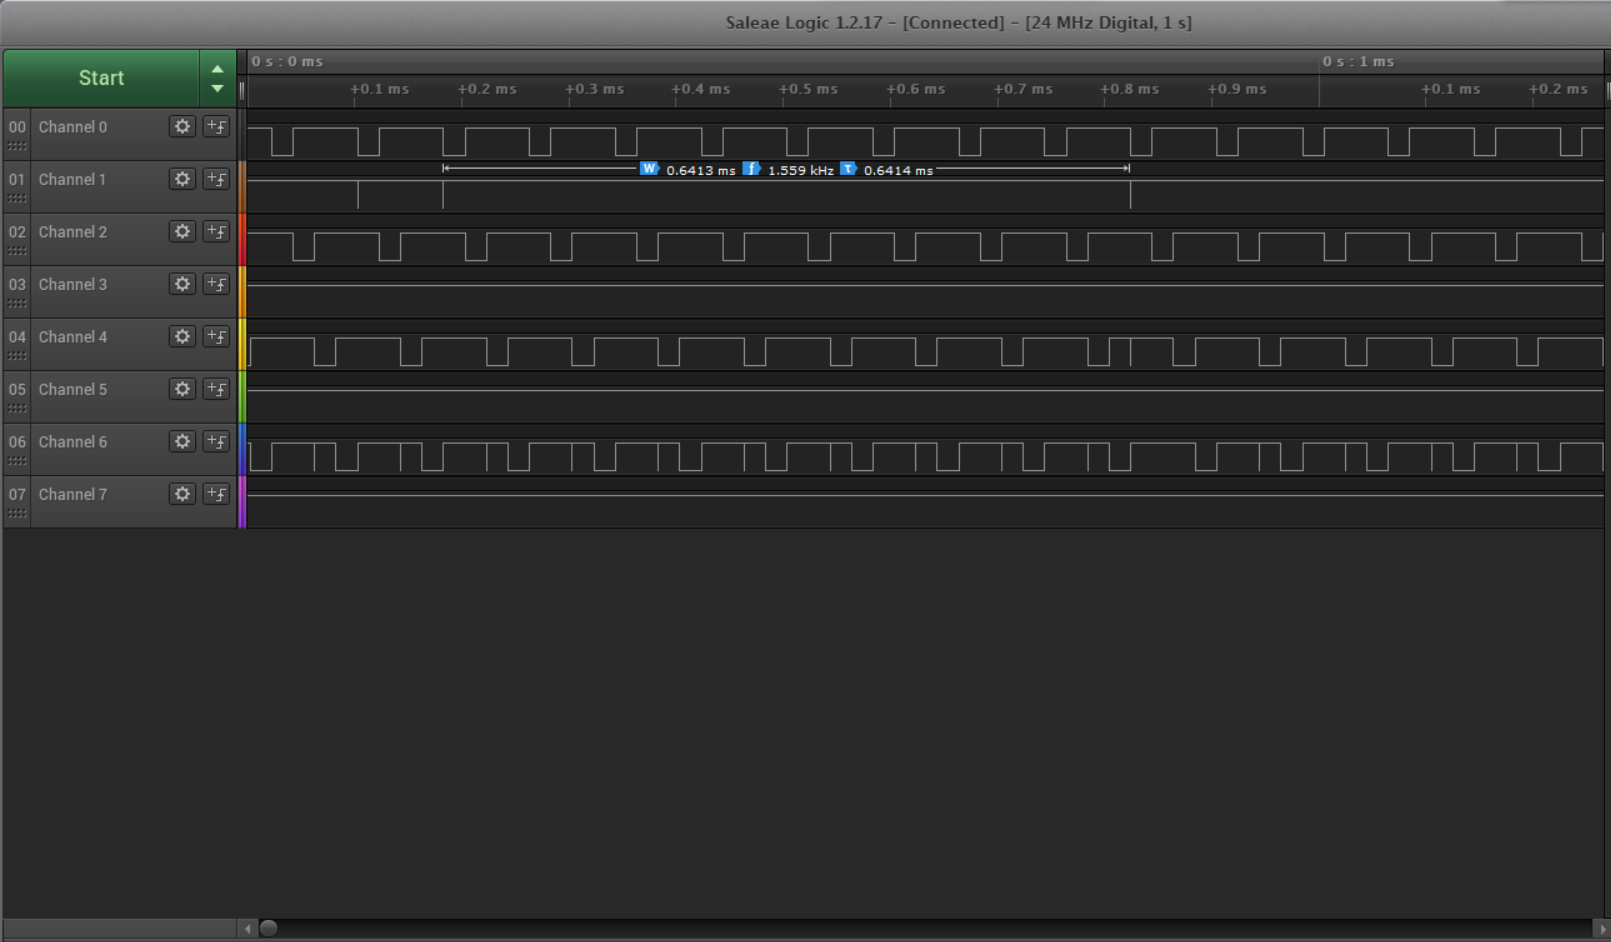 Saleae Logic 1.2.17 - [Connected] - [24 MHz Digital, 1 s]
Start
0 s : 0 ms 0 s : 1 ms
+0.1 ms +0.2 ms +0.3 ms +0.4 ms +0.5 ms +0.6 ms +0.7 ms +0.8 ms +0.9 ms +0.1 ms +0.2 ms
00 Channel 0
W 0.6413 ms f 1.559 kHz τ 0.6414 ms
01 Channel 1
02 Channel 2
03 Channel 3
04 Channel 4
05 Channel 5
06 Channel 6
07 Channel 7